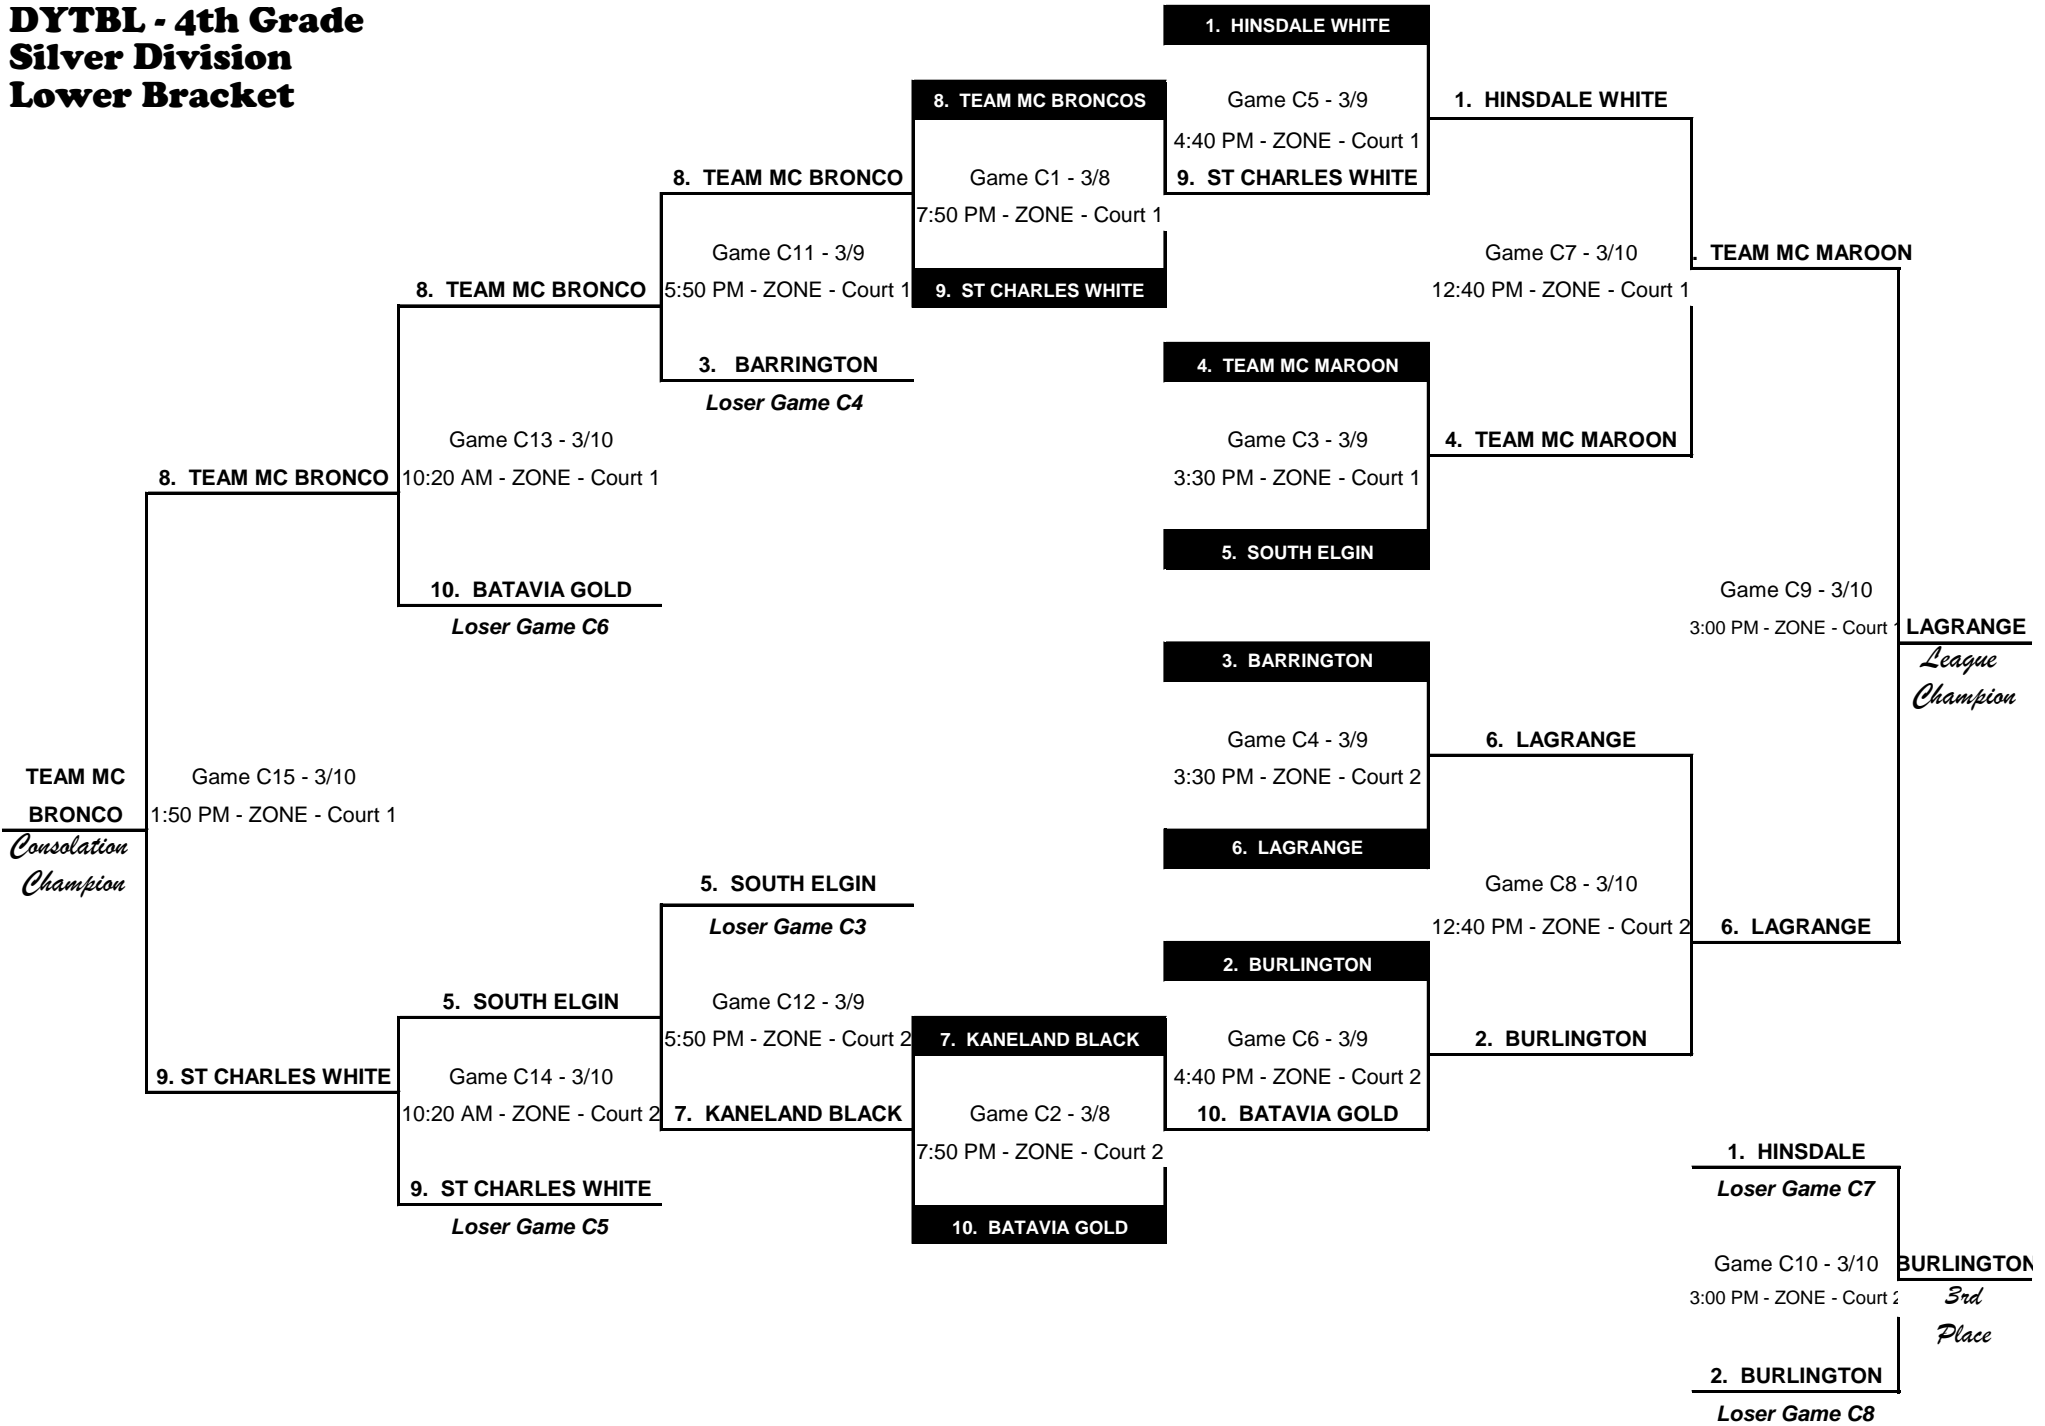 DYTBL - 4th Grade
Silver Division
Lower Bracket
1. HINSDALE WHITE
8. TEAM MC BRONCOS
Game C5 - 3/9
1. HINSDALE WHITE
4:40 PM - ZONE - Court 1
8. TEAM MC BRONCO
Game C1 - 3/8
9. ST CHARLES WHITE
7:50 PM - ZONE - Court 1
Game C11 - 3/9
Game C7 - 3/10
. TEAM MC MAROON
8. TEAM MC BRONCO
5:50 PM - ZONE - Court 1
9. ST CHARLES WHITE
12:40 PM - ZONE - Court 1
3. BARRINGTON
4. TEAM MC MAROON
Loser Game C4
Game C13 - 3/10
Game C3 - 3/9
4. TEAM MC MAROON
8. TEAM MC BRONCO
10:20 AM - ZONE - Court 1
3:30 PM - ZONE - Court 1
5. SOUTH ELGIN
10. BATAVIA GOLD
Game C9 - 3/10
Loser Game C6
3:00 PM - ZONE - Court 1
LAGRANGE
3. BARRINGTON
League
Champion
Game C4 - 3/9
6. LAGRANGE
TEAM MC
Game C15 - 3/10
3:30 PM - ZONE - Court 2
BRONCO
1:50 PM - ZONE - Court 1
Consolation
6. LAGRANGE
Champion
5. SOUTH ELGIN
Game C8 - 3/10
Loser Game C3
12:40 PM - ZONE - Court 2
6. LAGRANGE
2. BURLINGTON
5. SOUTH ELGIN
Game C12 - 3/9
5:50 PM - ZONE - Court 2
7. KANELAND BLACK
Game C6 - 3/9
2. BURLINGTON
9. ST CHARLES WHITE
Game C14 - 3/10
4:40 PM - ZONE - Court 2
10:20 AM - ZONE - Court 2
7. KANELAND BLACK
Game C2 - 3/8
10. BATAVIA GOLD
7:50 PM - ZONE - Court 2
1. HINSDALE
9. ST CHARLES WHITE
Loser Game C7
Loser Game C5
10. BATAVIA GOLD
Game C10 - 3/10
BURLINGTON
3:00 PM - ZONE - Court 2
3rd
Place
2. BURLINGTON
Loser Game C8